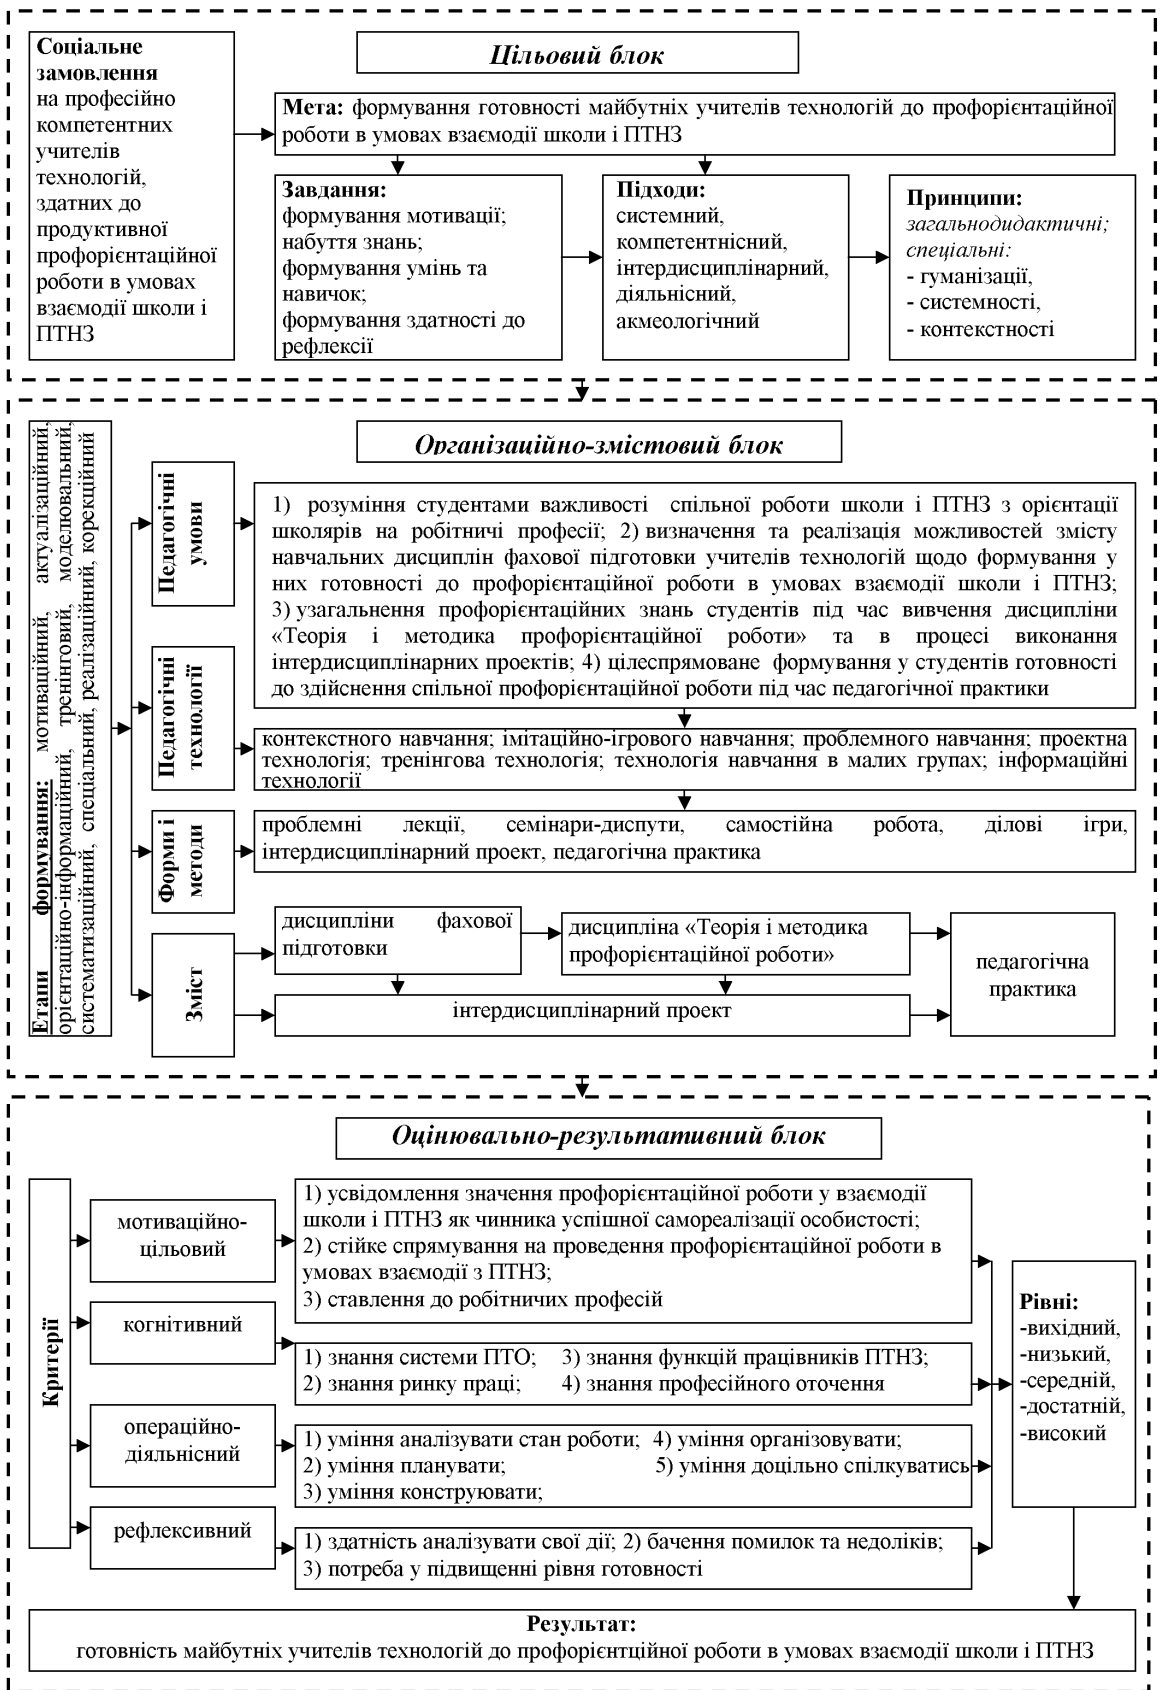 Соціальне
замовлення
на професійно
компетентних
учителів
технологій,
здатних до
продуктивної
профорієнтаційної
роботи в умовах
взаємодії школи і
ПТНЗ
Цільовий блок
Мета: формування готовності майбутніх учителів технологій до профорієнтаційної
роботи в умовах взаємодії школи і ПТНЗ
Завдання:
формування мотивації;
набуття знань;
формування умінь та
навичок;
формування здатності до
рефлексії
Підходи:
системний,
компетентнісний,
інтердисциплінарний,
діяльнісний,
акмеологічний
Принципи:
загальнодидактичні;
спеціальні:
- гуманізації,
- системності,
- контекстності
Організаційно-змістовий блок
Етапи формування: мотиваційний, актуалізаційний,
орієнтаційно-інформаційний, тренінговий, моделювальний,
систематизаційний, спеціальний, реалізаційний, корекційний
Педагогічні
умови
1) розуміння студентами важливості спільної роботи школи і ПТНЗ з орієнтації
школярів на робітничі професії; 2) визначення та реалізація можливостей змісту
навчальних дисциплін фахової підготовки учителів технологій щодо формування у
них готовності до профорієнтаційної роботи в умовах взаємодії школи і ПТНЗ;
3) узагальнення профорієнтаційних знань студентів під час вивчення дисципліни
«Теорія і методика профорієнтаційної роботи» та в процесі виконання
інтердисциплінарних проектів; 4) цілеспрямоване формування у студентів готовності
до здійснення спільної профорієнтаційної роботи під час педагогічної практики
Педагогічні
технології
контекстного навчання; імітаційно-ігрового навчання; проблемного навчання; проектна
технологія; тренінгова технологія; технологія навчання в малих групах; інформаційні
технології
Форми і
методи
проблемні лекції, семінари-диспути, самостійна робота, ділові ігри,
інтердисциплінарний проект, педагогічна практика
Зміст
дисципліни фахової
підготовки
дисципліна «Теорія і методика
профорієнтаційної роботи»
інтердисциплінарний проект
педагогічна
практика
Оцінювально-результативний блок
Критерії
мотиваційно-
цільовий
1) усвідомлення значення профорієнтаційної роботи у взаємодії
школи і ПТНЗ як чинника успішної самореалізації особистості;
2) стійке спрямування на проведення профорієнтаційної роботи в
умовах взаємодії з ПТНЗ;
3) ставлення до робітничих професій
когнітивний
1) знання системи ПТО; 3) знання функцій працівників ПТНЗ;
2) знання ринку праці; 4) знання професійного оточення
операційно-
діяльнісний
1) уміння аналізувати стан роботи; 4) уміння організовувати;
2) уміння планувати; 5) уміння доцільно спілкуватись
3) уміння конструювати;
рефлексивний
1) здатність аналізувати свої дії; 2) бачення помилок та недоліків;
3) потреба у підвищенні рівня готовності
Рівні:
-вихідний,
-низький,
-середній,
-достатній,
-високий
Результат:
готовність майбутніх учителів технологій до профорієнтційної роботи в умовах взаємодії школи і ПТНЗ